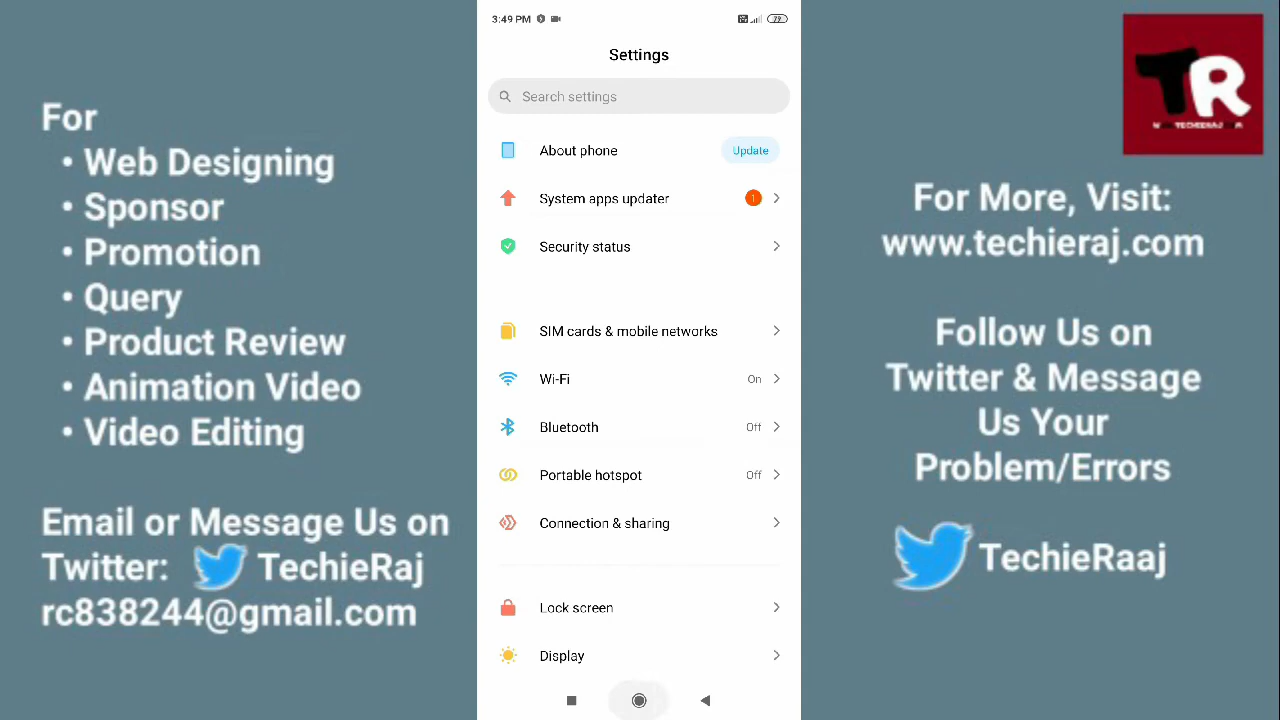 For
• Web Designing
• Sponsor
• Promotion
• Query
• Product Review
• Animation Video
• Video Editing
Email or Message Us on
Twitter: TechieRaj
rc838244@gmail.com
3:49 PM
79
Settings
Search settings
About phone Update
System apps updater 1
Security status
SIM cards & mobile networks
Wi-Fi On
Bluetooth Off
Portable hotspot Off
Connection & sharing
Lock screen
Display
TR
For More, Visit:
www.techieraj.com
Follow Us on
Twitter & Message
Us Your
Problem/Errors
TechieRaaj